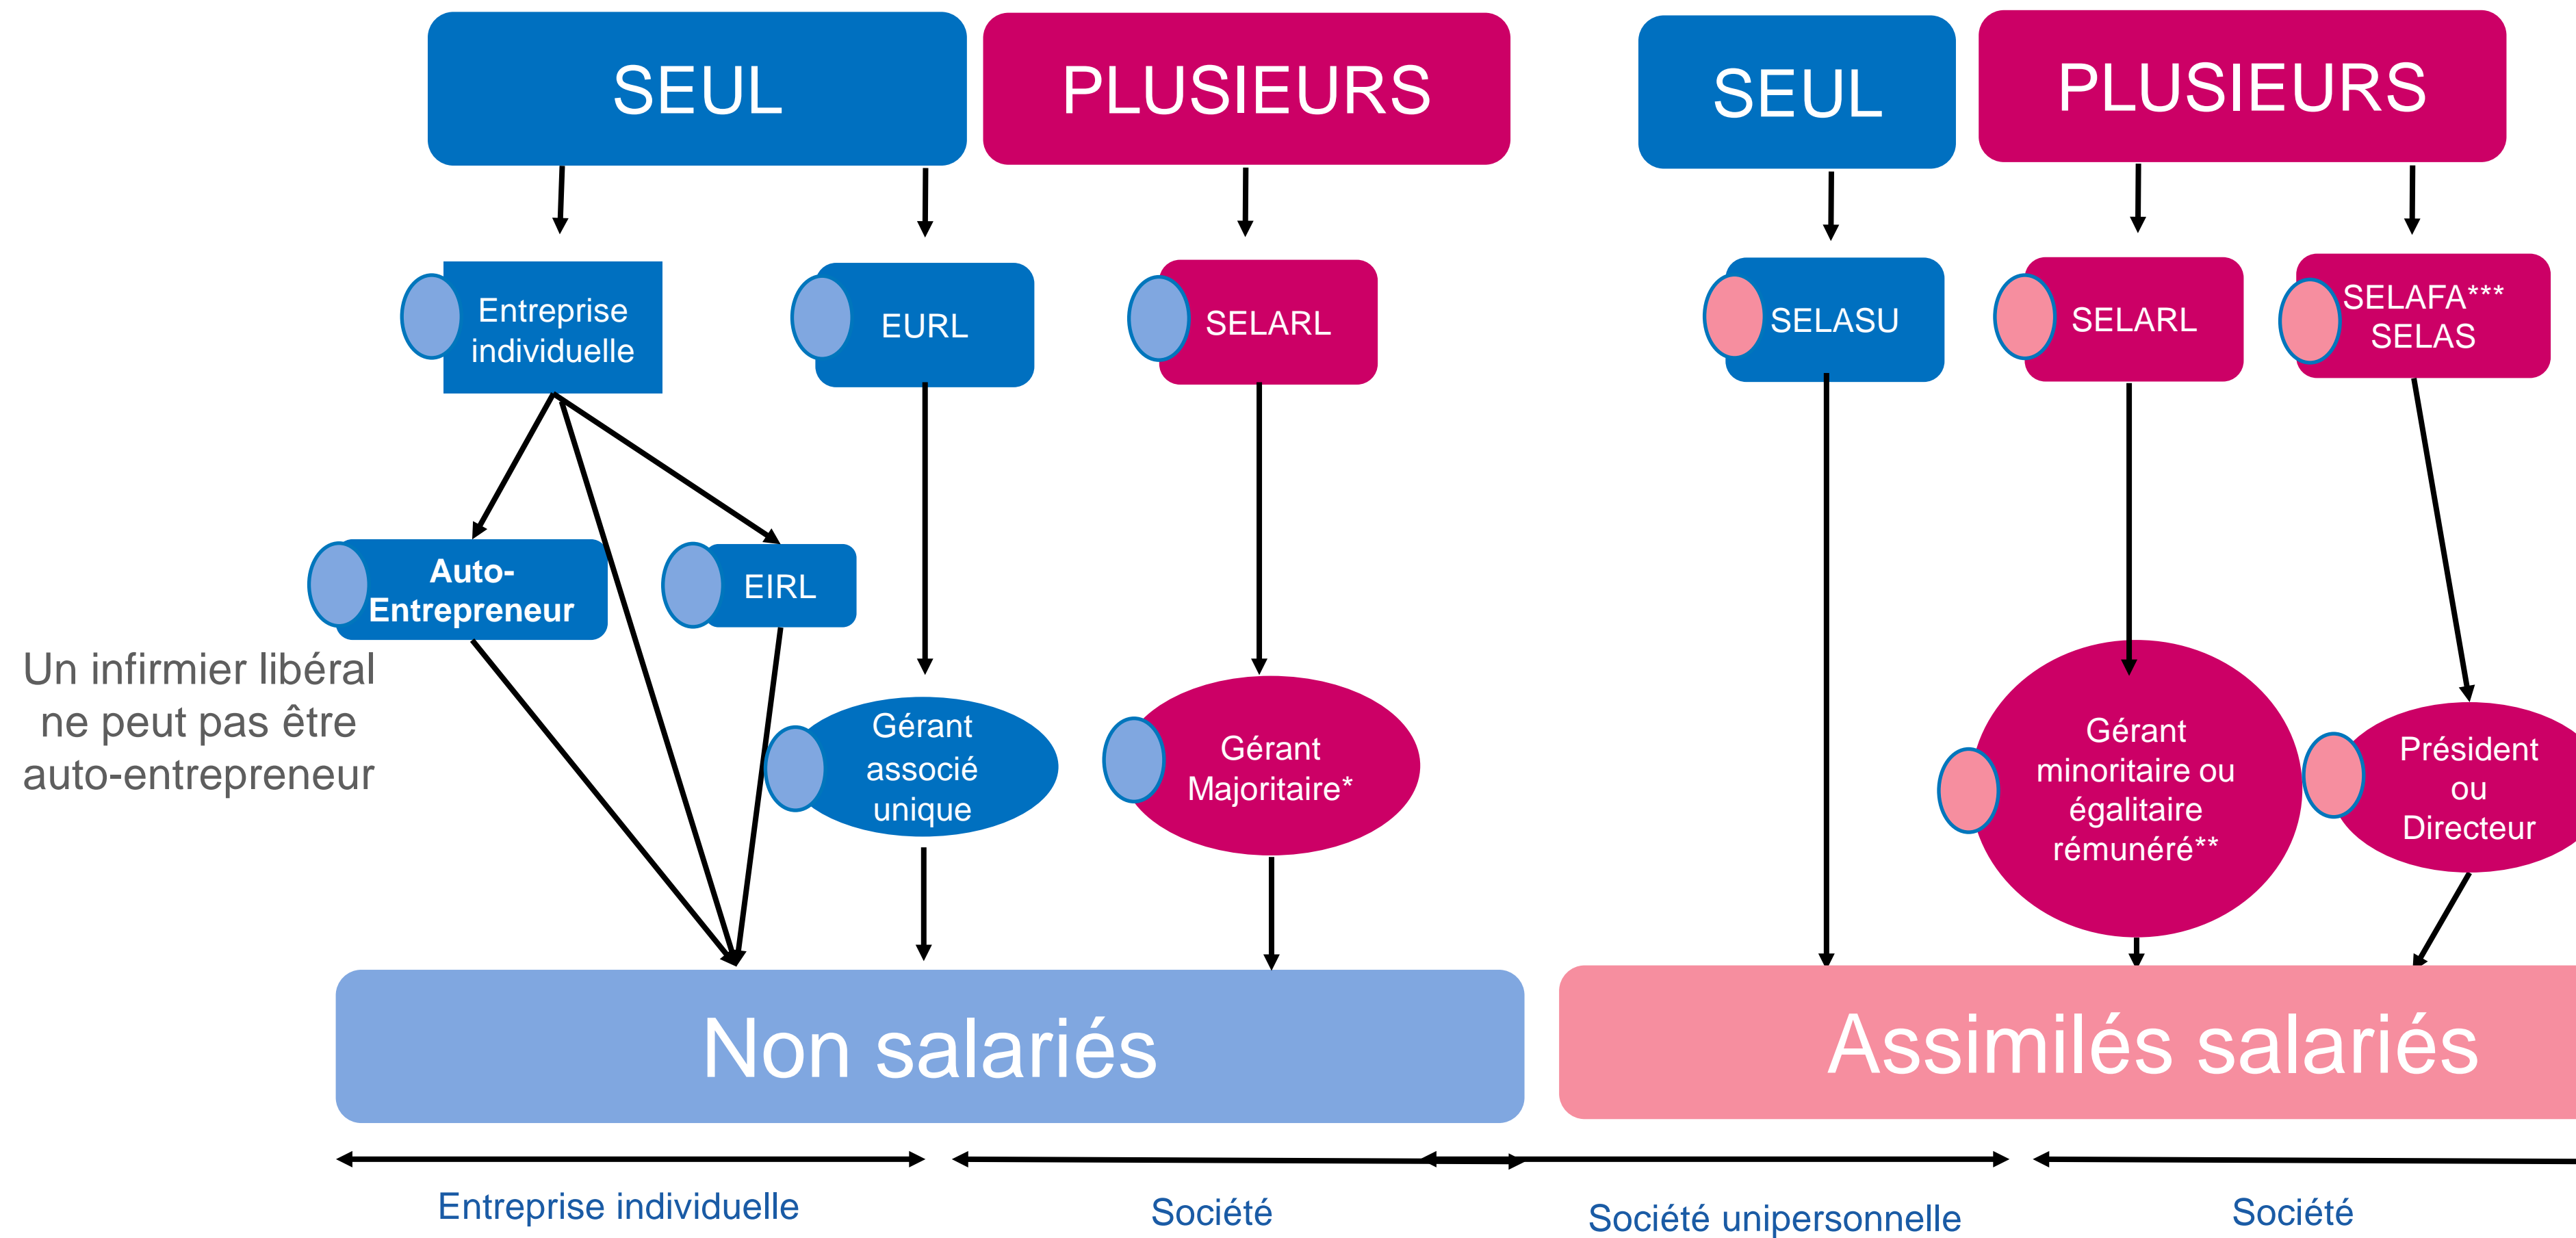 SEUL
PLUSIEURS
SEUL
PLUSIEURS
Entreprise
individuelle
EURL
SELARL
SELASU
SELARL
SELAFA***
SELAS
Auto-
Entrepreneur
EIRL
Un infirmier libéral
ne peut pas être
auto-entrepreneur
Gérant
associé
unique
Gérant
Majoritaire*
Gérant
minoritaire ou
égalitaire
rémunéré**
Président
ou
Directeur
Non salariés
Assimilés salariés
Entreprise individuelle
Société
Société unipersonnelle
Société